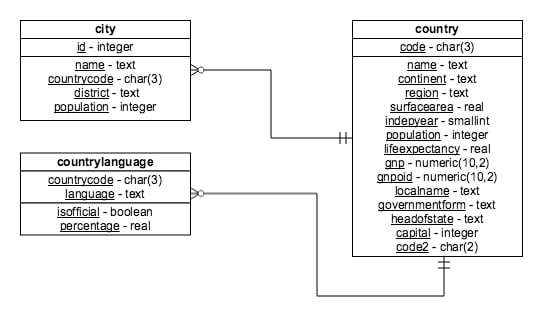 city
id - integer
name - text
countrycode - char(3)
district - text
population - integer
countrylanguage
countrycode - char(3)
language - text
isofficial - boolean
percentage - real
country
code - char(3)
name - text
continent - text
region - text
surfacearea - real
indepyear - smallint
population - integer
lifeexpectancy - real
gnp - numeric(10,2)
gnpoid - numeric(10,2)
localname - text
governmentform - text
headofstate - text
capital - integer
code2 - char(2)